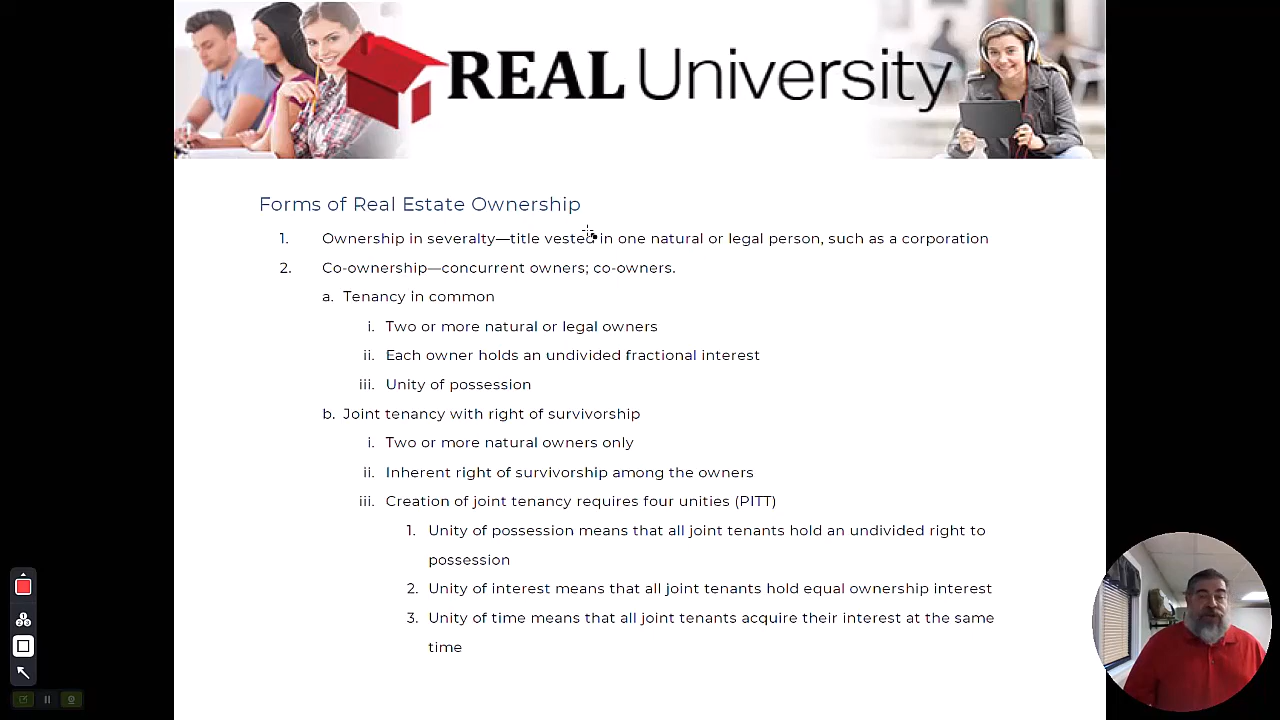 REAL University
Forms of Real Estate Ownership
1. Ownership in severalty—title vested in one natural or legal person, such as a corporation
2. Co-ownership—concurrent owners; co-owners.
a. Tenancy in common
i. Two or more natural or legal owners
ii. Each owner holds an undivided fractional interest
iii. Unity of possession
b. Joint tenancy with right of survivorship
i. Two or more natural owners only
ii. Inherent right of survivorship among the owners
iii. Creation of joint tenancy requires four unities (PITT)
1. Unity of possession means that all joint tenants hold an undivided right to
possession
2. Unity of interest means that all joint tenants hold equal ownership interest
3. Unity of time means that all joint tenants acquire their interest at the same
time